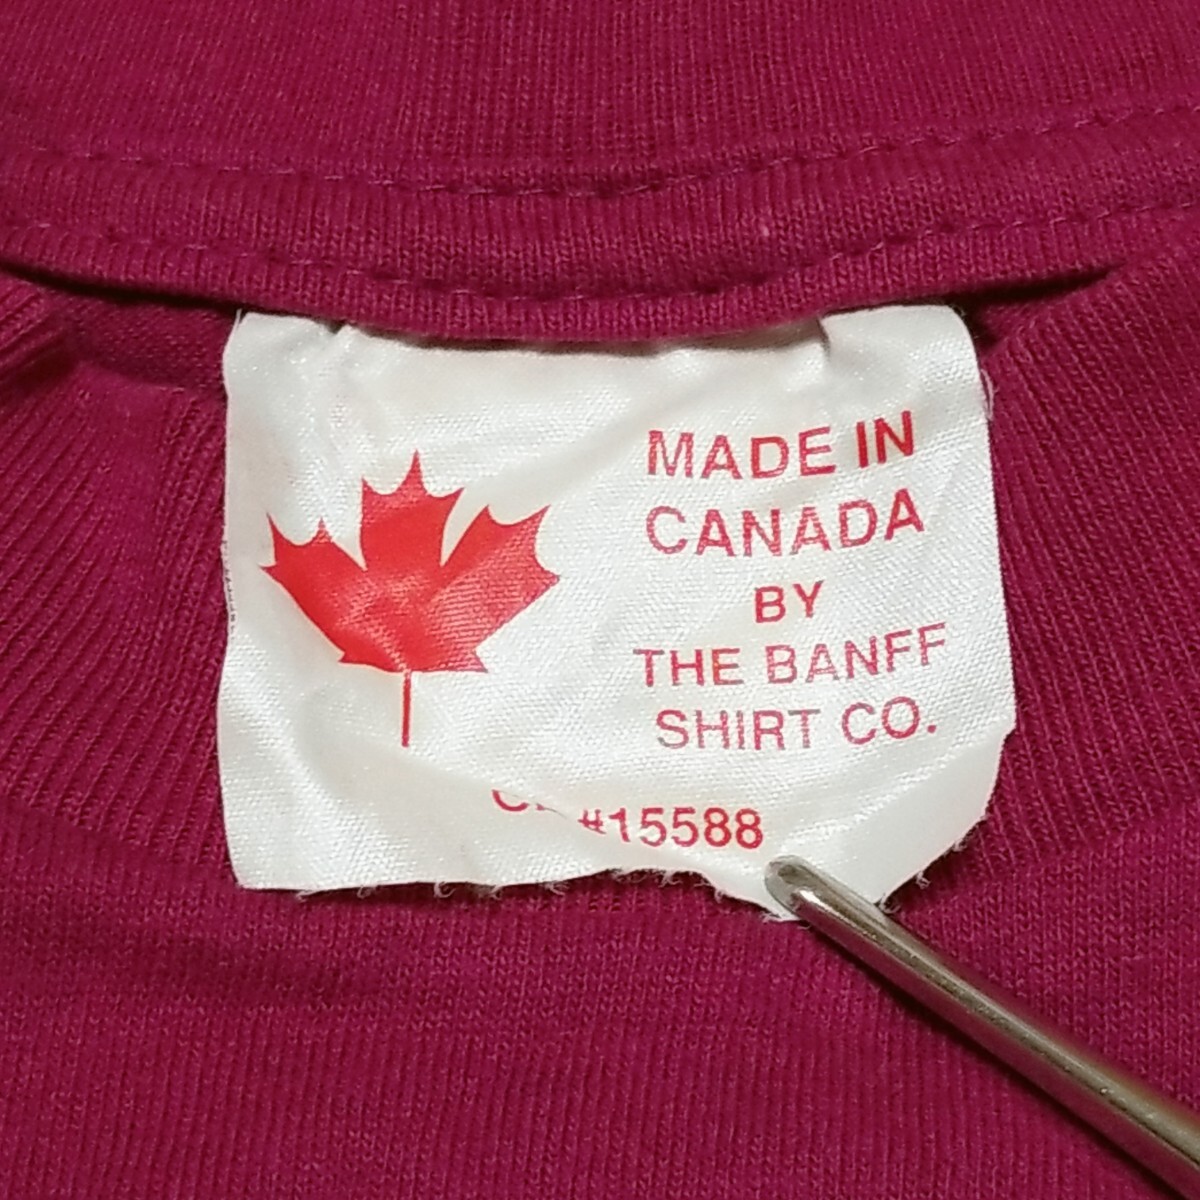 MADE IN
CANADA
BY
THE BANFF
SHIRT CO.
#15588